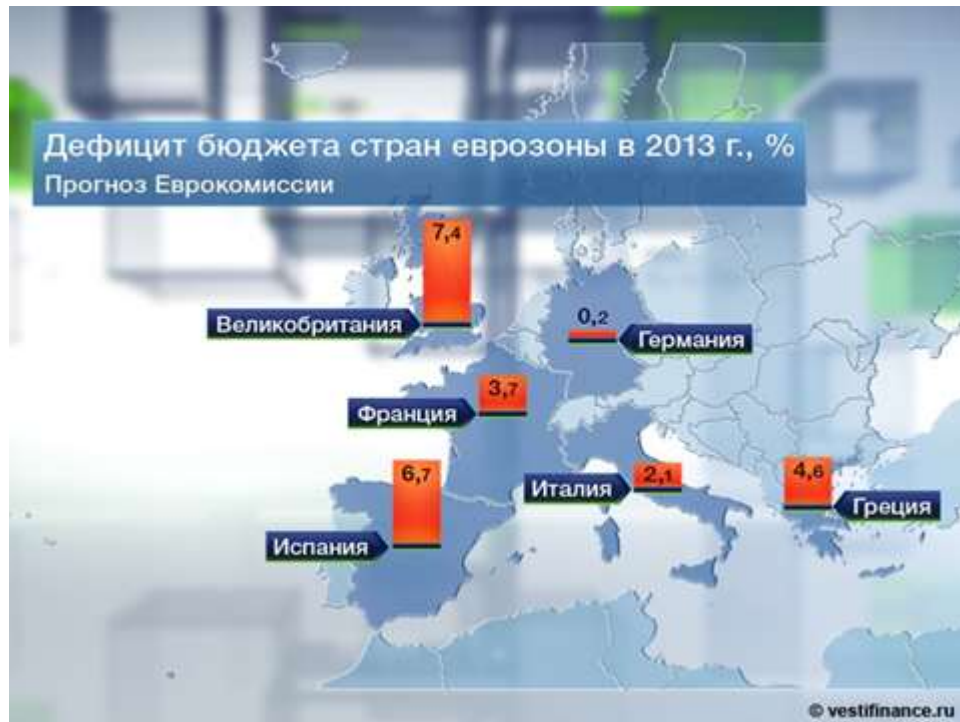 Дефицит бюджета стран еврозоны в 2013 г., %
Прогноз Еврокомиссии
7,4
Великобритания
0,2
Германия
3,7
Франция
2,1
Италия
4,6
Греция
6,7
Испания
© vestifinance.ru